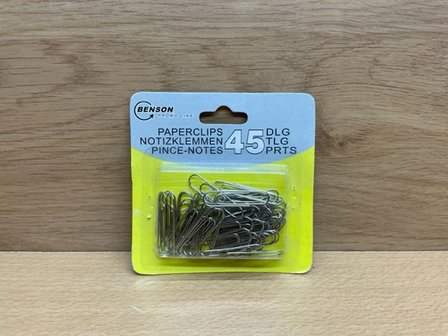 BENSON
PROMO LINE
PAPERCLIPS 45 DLG
NOTIZKLEMMEN TLG
PINCE-NOTES PRTS